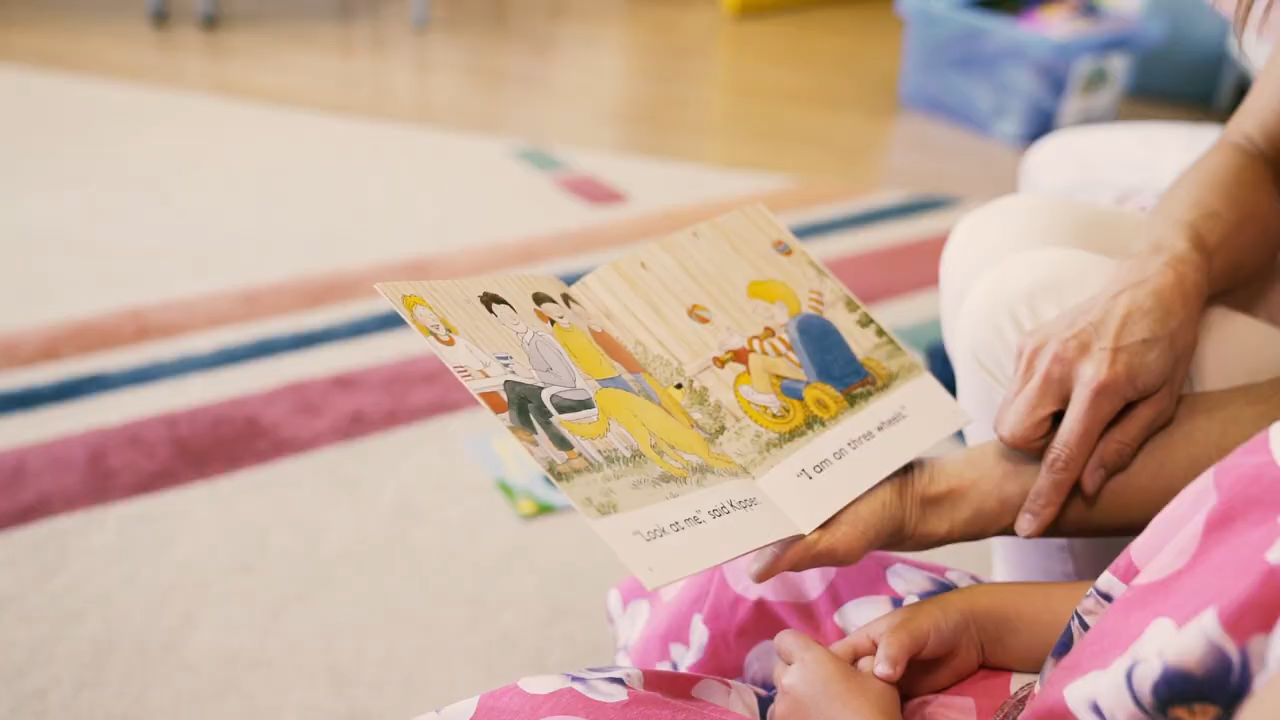 "Look at me," said Kipper.
"I am on three wheels."